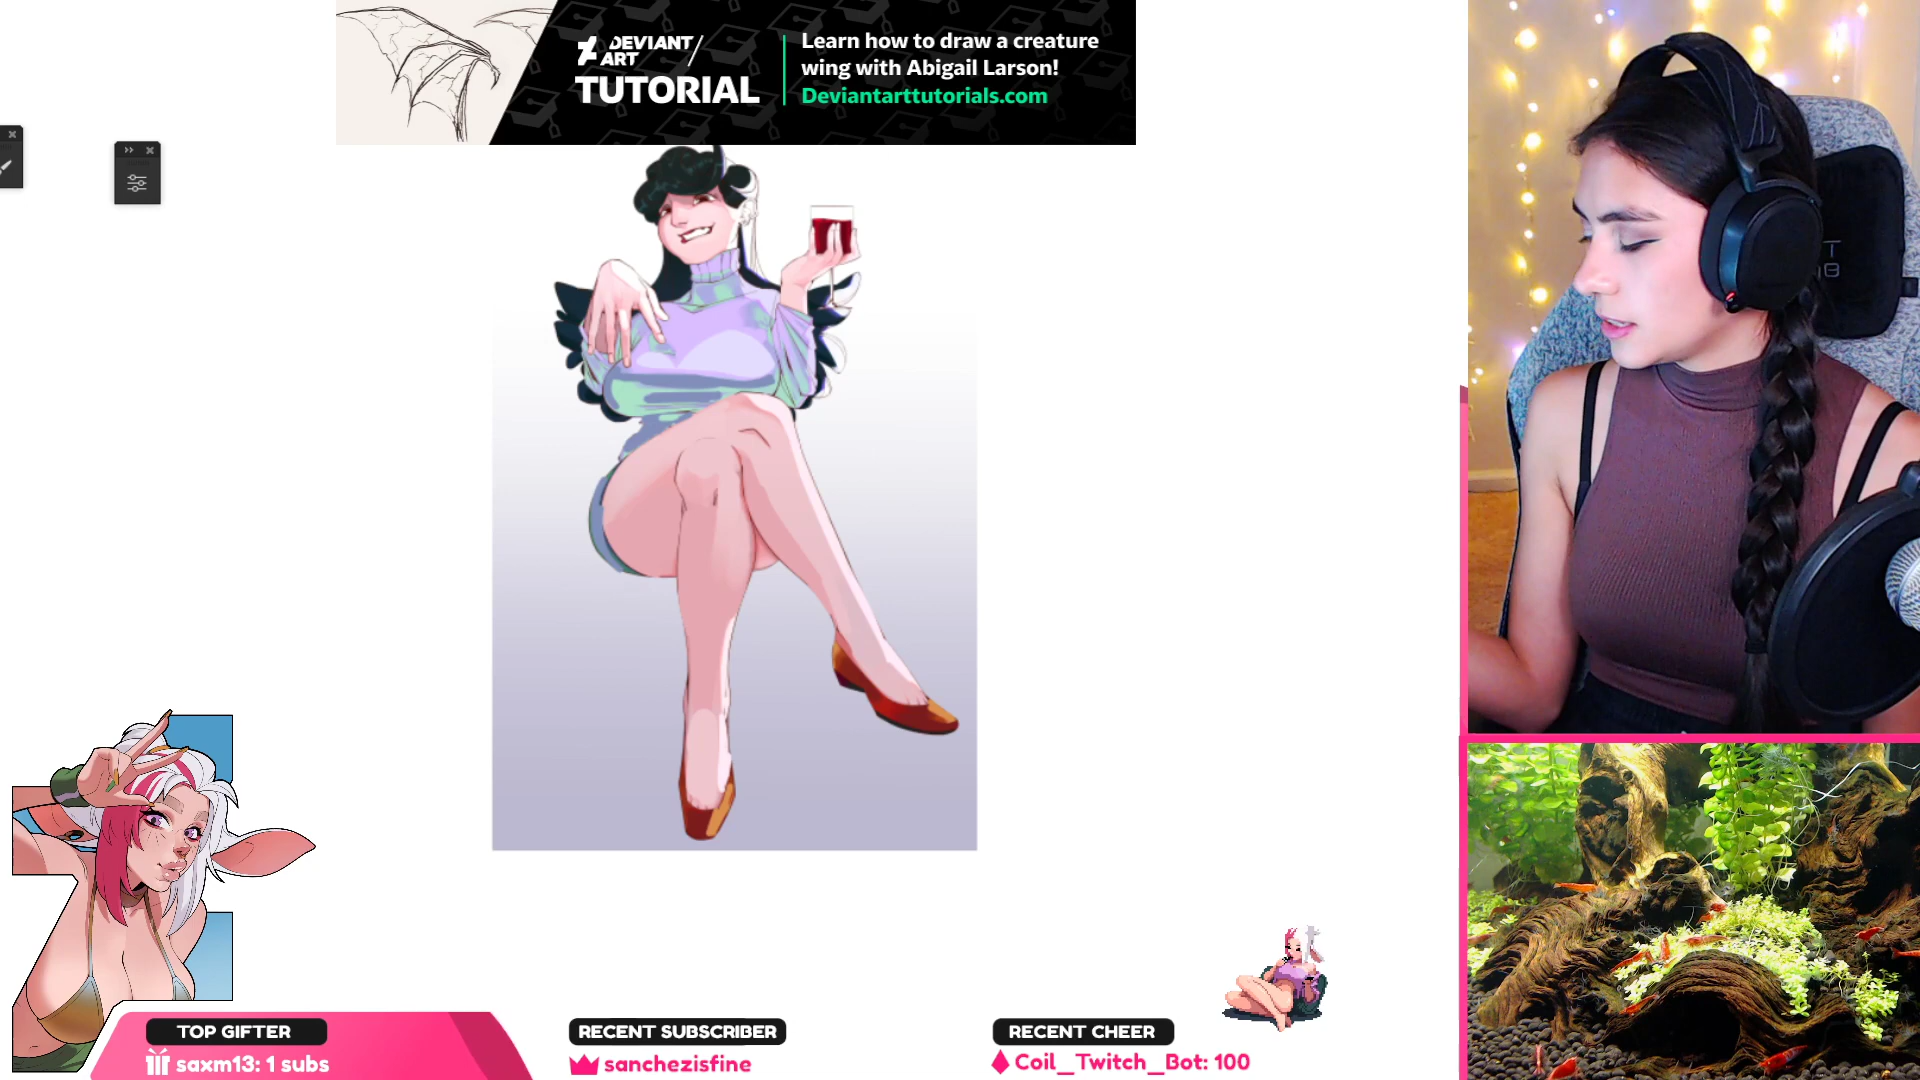 DEVIANT
ART
TUTORIAL
Learn how to draw a creature
wing with Abigail Larson!
Deviantarttutorials.com
TOP GIFTER
saxm13: 1 subs
RECENT SUBSCRIBER
sanchezisfine
RECENT CHEER
Coil_Twitch_Bot: 100